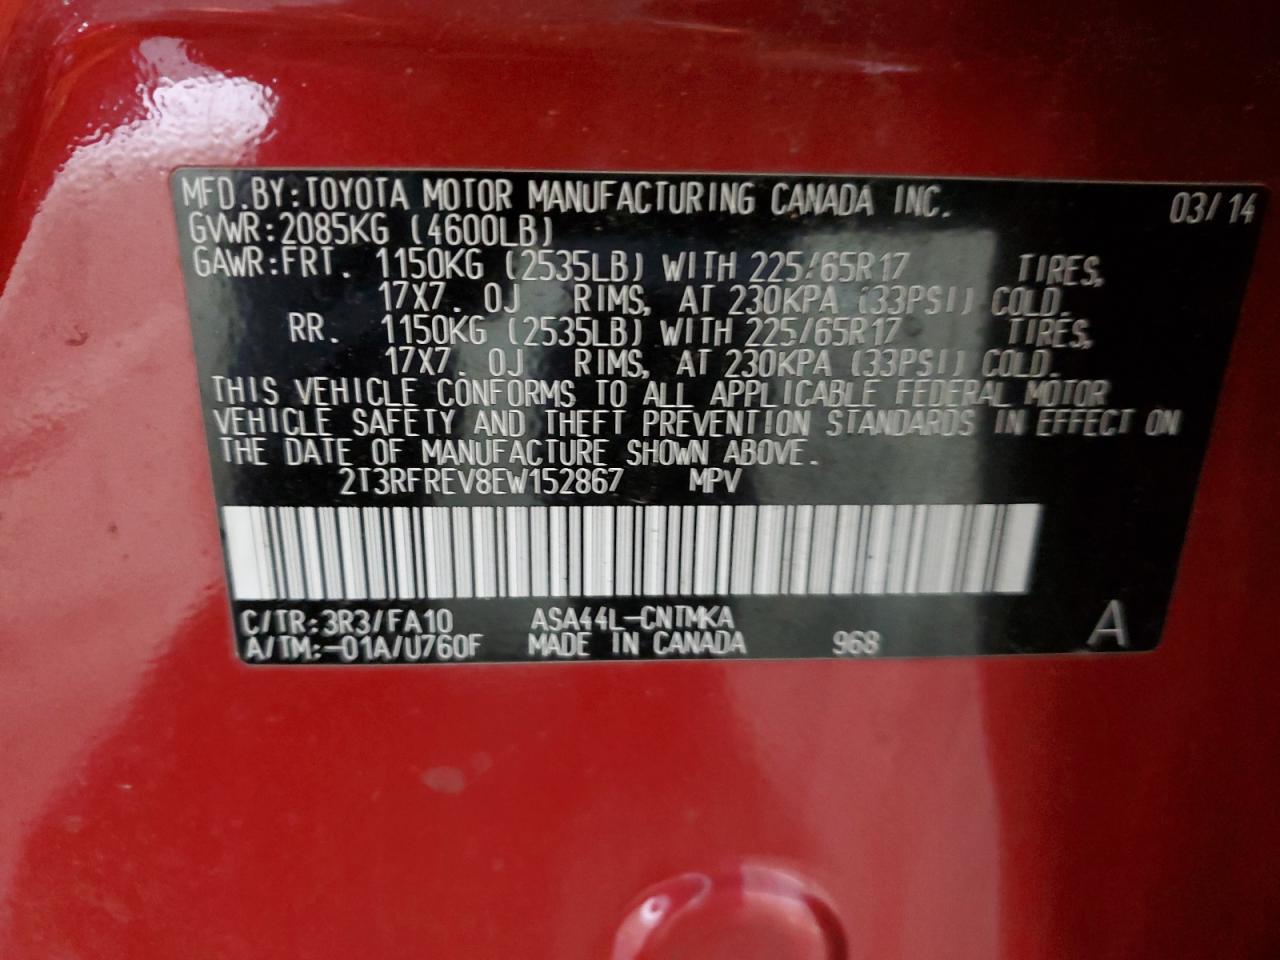 MFD.BY:TOYOTA MOTOR MANUFACTURING CANADA INC. 03/14
GVWR:2085KG (4600LB)
GAWR:FRT. 1150KG (2535LB) WITH 225/65R17 TIRES,
17X7.0J RIMS, AT 230KPA (33PSI) COLD.
RR. 1150KG (2535LB) WITH 225/65R17 TIRES,
17X7.0J RIMS, AT 230KPA (33PSI) COLD.
THIS VEHICLE CONFORMS TO ALL APPLICABLE FEDERAL MOTOR
VEHICLE SAFETY AND THEFT PREVENTION STANDARDS IN EFFECT ON
THE DATE OF MANUFACTURE SHOWN ABOVE.
2T3RFREV8EW152867 MPV
C/TR:3R3/FA10 ASA44L-CNTMKA
A/TM:-01A/U760F MADE IN CANADA 968 A